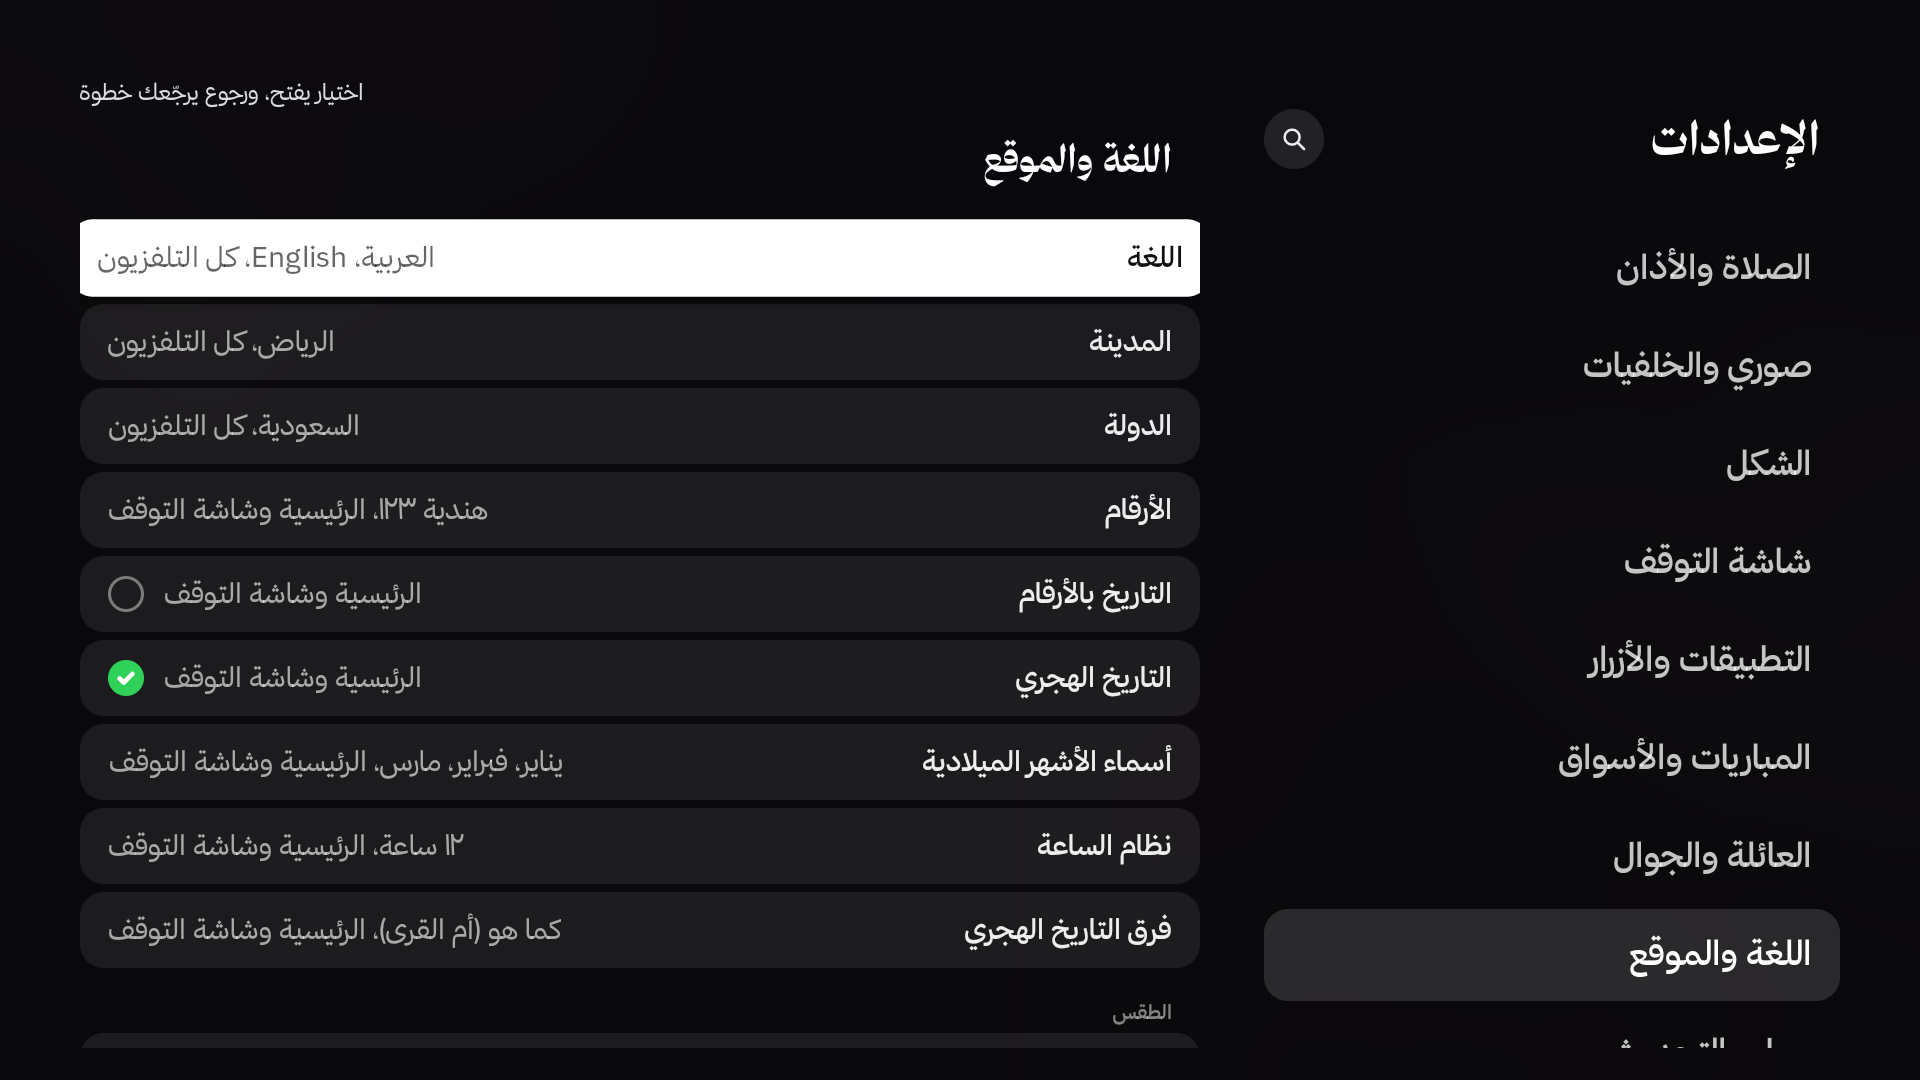 الإعدادات
الصلاة والأذان
صوري والخلفيات
الشكل
شاشة التوقف
التطبيقات والأزرار
المباريات والأسواق
العائلة والجوال
اللغة والموقع
اختيار يفتح، ورجوع يرجّعك خطوة
اللغة والموقع
اللغة العربية، English، كل التلفزيون
المدينة الرياض، كل التلفزيون
الدولة السعودية، كل التلفزيون
الأرقام هندية ١٢٣، الرئيسية وشاشة التوقف
التاريخ بالأرقام الرئيسية وشاشة التوقف
التاريخ الهجري الرئيسية وشاشة التوقف
أسماء الأشهر الميلادية يناير، فبراير، مارس، الرئيسية وشاشة التوقف
نظام الساعة ١٢ ساعة، الرئيسية وشاشة التوقف
فرق التاريخ الهجري كما هو (أم القرى)، الرئيسية وشاشة التوقف
الطقس